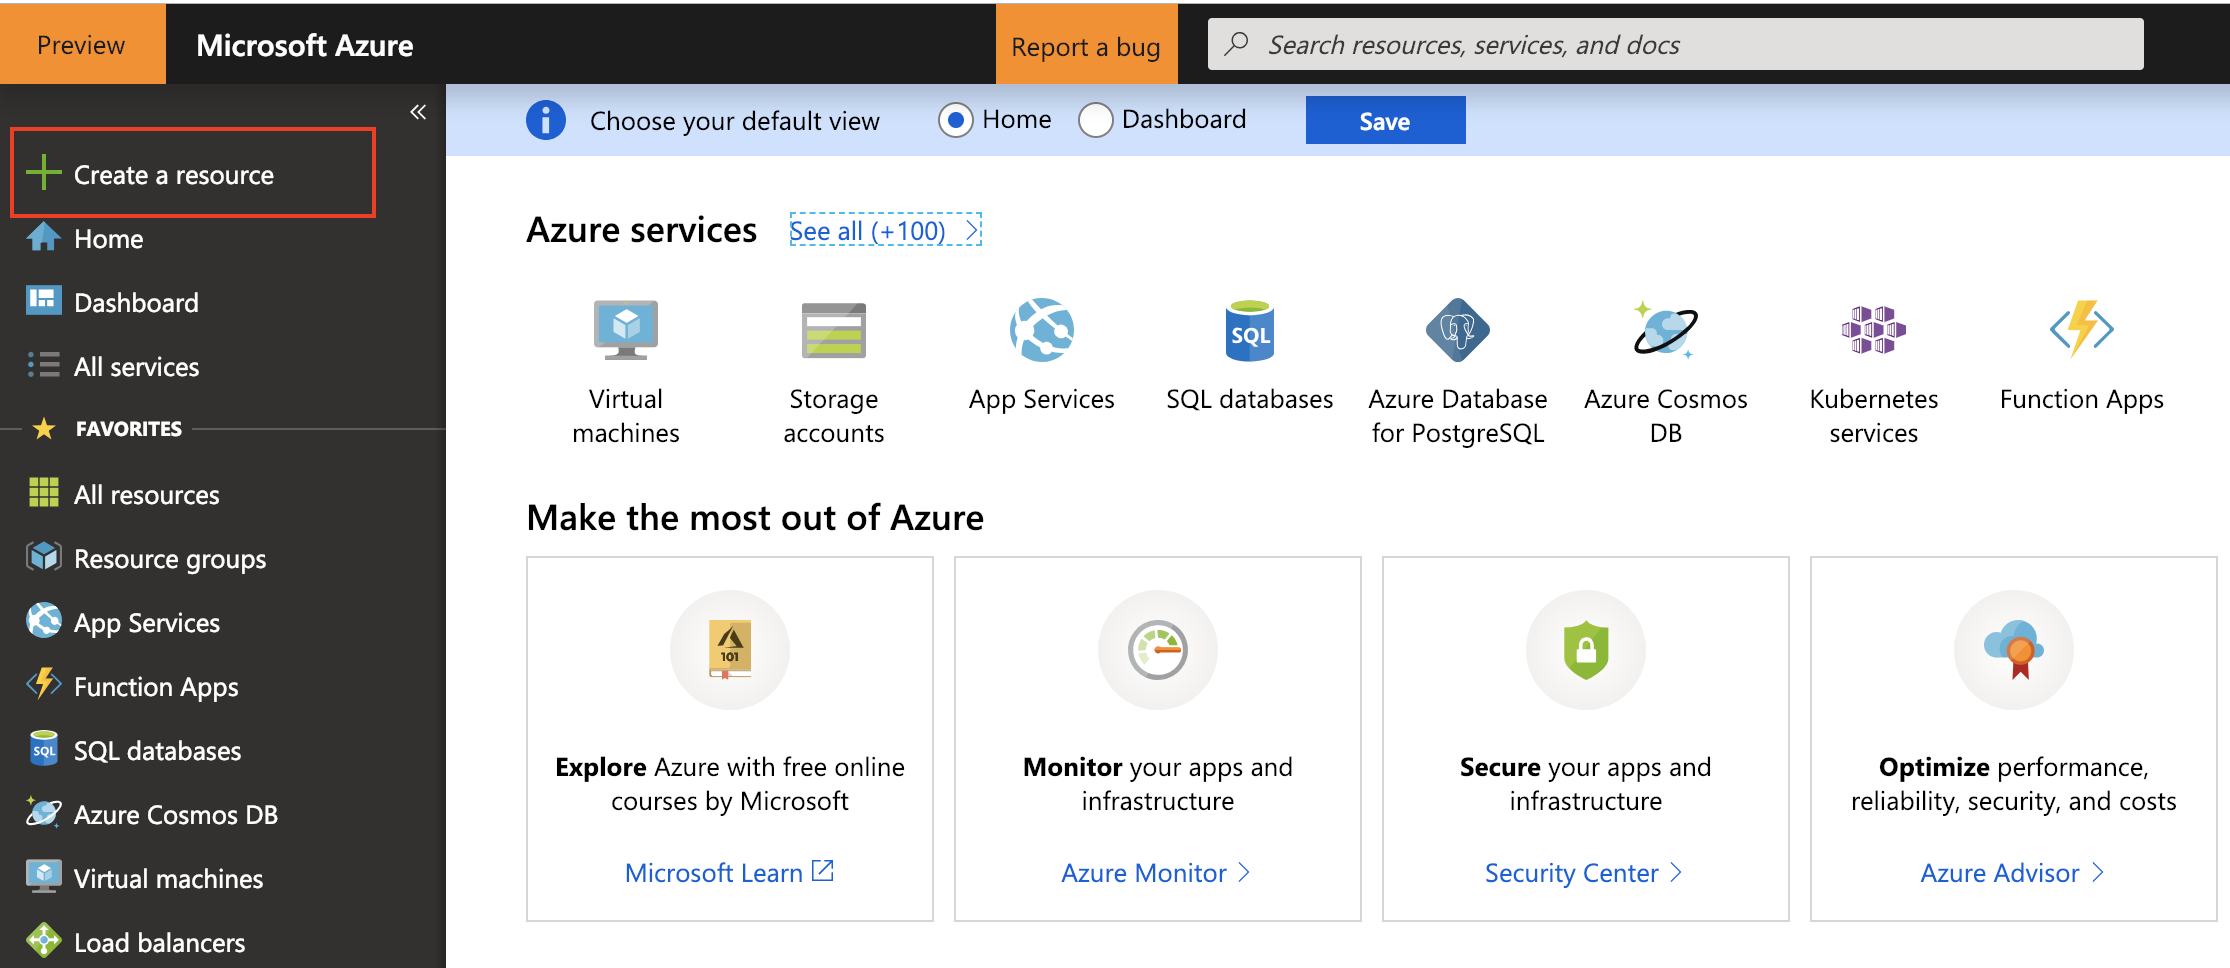 Preview
Microsoft Azure
Report a bug
Search resources, services, and docs
«
Create a resource
Home
Dashboard
All services
FAVORITES
All resources
Resource groups
App Services
Function Apps
SQL databases
Azure Cosmos DB
Virtual machines
Load balancers
Choose your default view
Home
Dashboard
Save
Azure services
See all (+100)
SQL
Virtual
machines
Storage
accounts
App Services
SQL databases
Azure Database
for PostgreSQL
Azure Cosmos
DB
Kubernetes
services
Function Apps
Make the most out of Azure
101
Explore Azure with free online
courses by Microsoft
Microsoft Learn
Monitor your apps and
infrastructure
Azure Monitor
Secure your apps and
infrastructure
Security Center
Optimize performance,
reliability, security, and costs
Azure Advisor
SQL